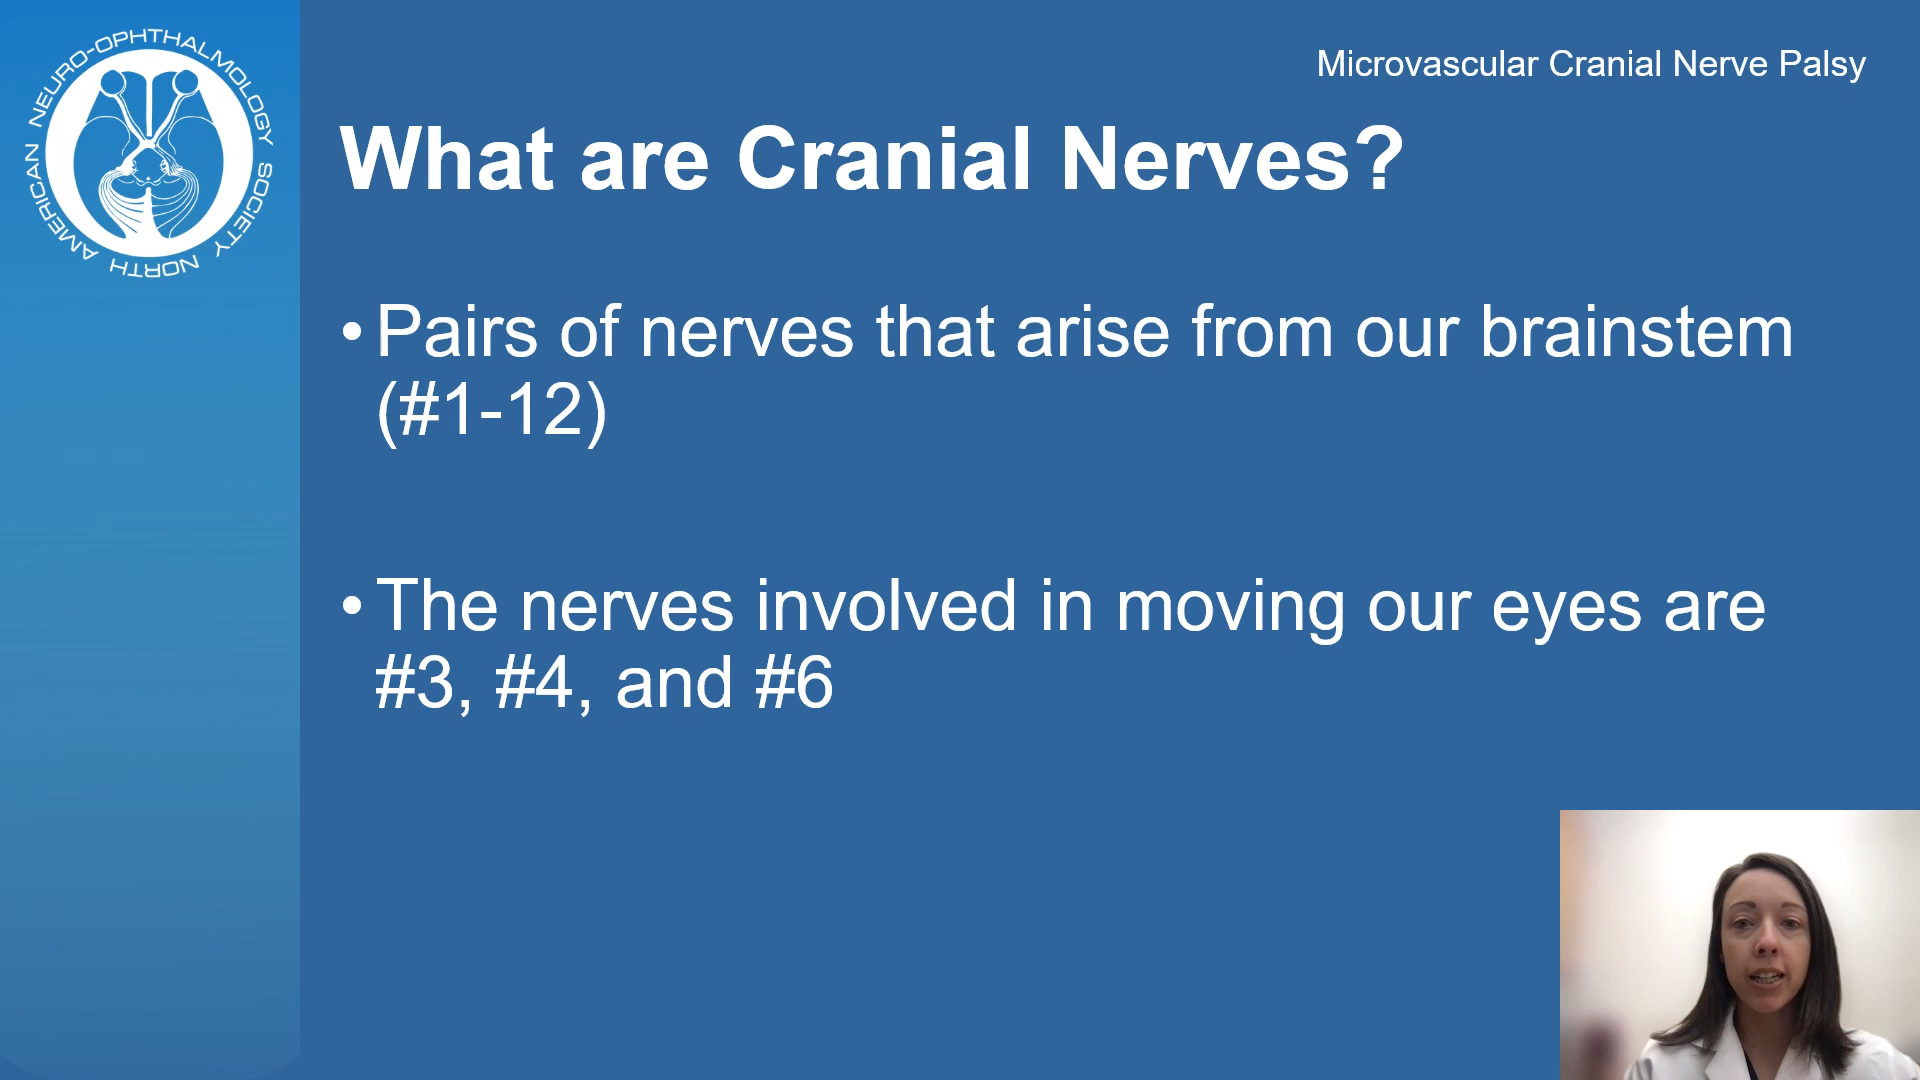 NORTH AMERICAN NEURO-OPHTHALMOLOGY SOCIETY
Microvascular Cranial Nerve Palsy
What are Cranial Nerves?
• Pairs of nerves that arise from our brainstem
(#1-12)
• The nerves involved in moving our eyes are
#3, #4, and #6